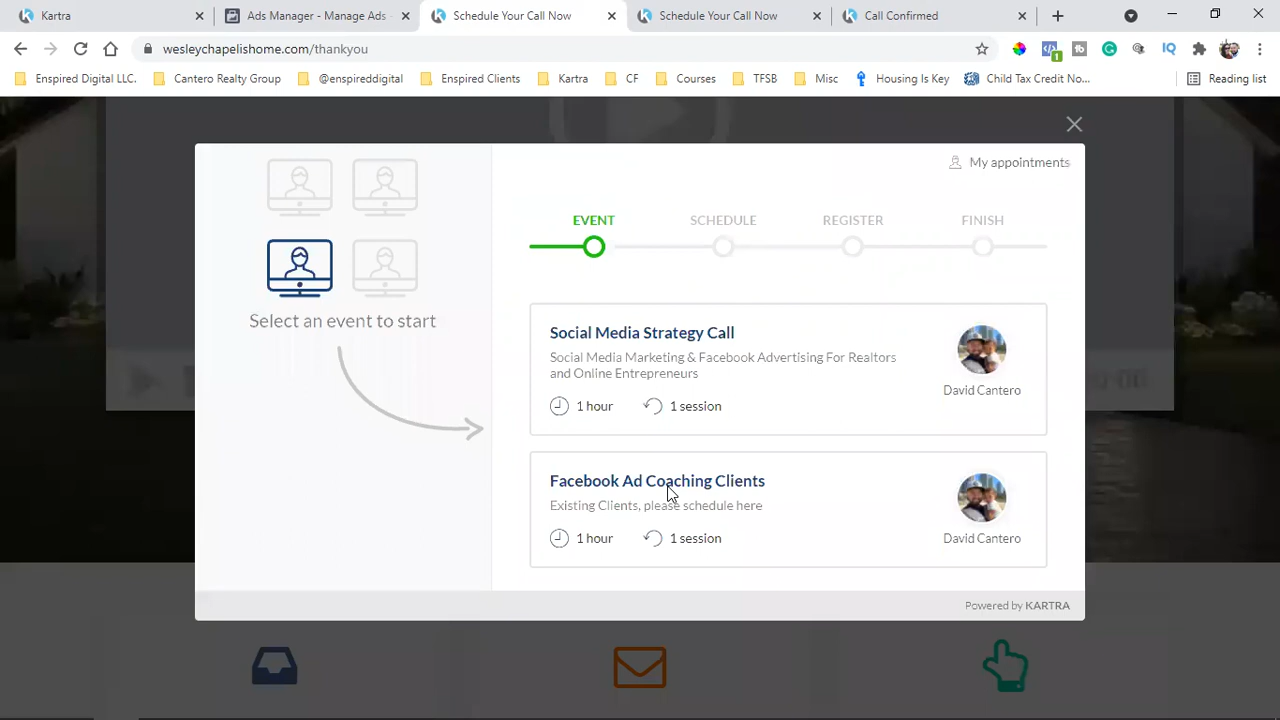 Kartra
Ads Manager - Manage Ads
Schedule Your Call Now
Schedule Your Call Now
Call Confirmed
wesleychapelishome.com/thankyou
IQ
1
Enspired Digital LLC.
Cantero Realty Group
@enspireddigital
Enspired Clients
Kartra
CF
Courses
TFSB
Misc
Housing Is Key
Child Tax Credit No...
Reading list
My appointments
EVENT
SCHEDULE
REGISTER
FINISH
Select an event to start
Social Media Strategy Call
Social Media Marketing & Facebook Advertising For Realtors
and Online Entrepreneurs
David Cantero
1 hour
1 session
Facebook Ad Coaching Clients
Existing Clients, please schedule here
David Cantero
1 hour
1 session
Powered by KARTRA